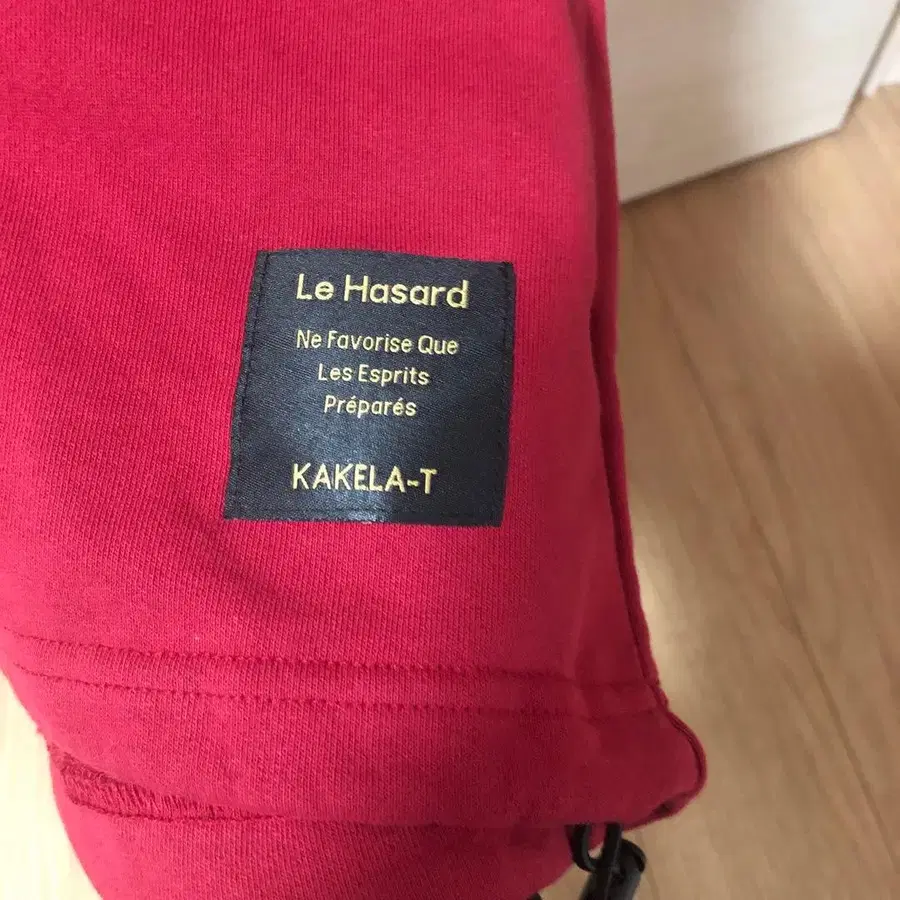 Le Hasard
Ne Favorise Que
Les Esprits
Préparés
KAKELA-T